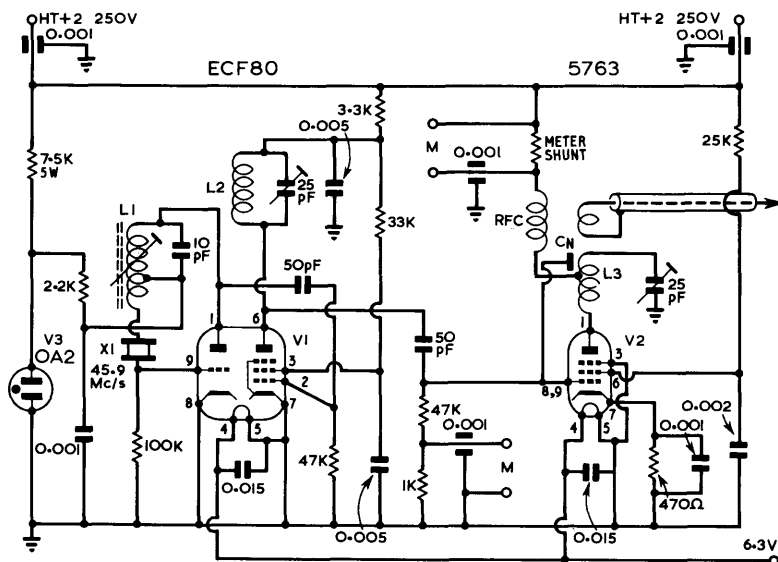 HT+2 250V
0.001
ECF80
5763
HT+2 250V
0.001
3.3K
0.005
7.5K
5W
L1
L2
25
pF
M
0.001
METER
SHUNT
25K
RFC
10
pF
33K
CN
L3
2.2K
50pF
25
pF
V3
OA2
X1
45.9
Mc/s
1
6
V1
9
3
2
8
7
4
5
50
pF
1
V2
3
8,9
6
7
4
5
0.001
100K
0.015
47K
0.005
47K
1K
0.001
M
0.015
470Ω
0.001
0.002
6.3V